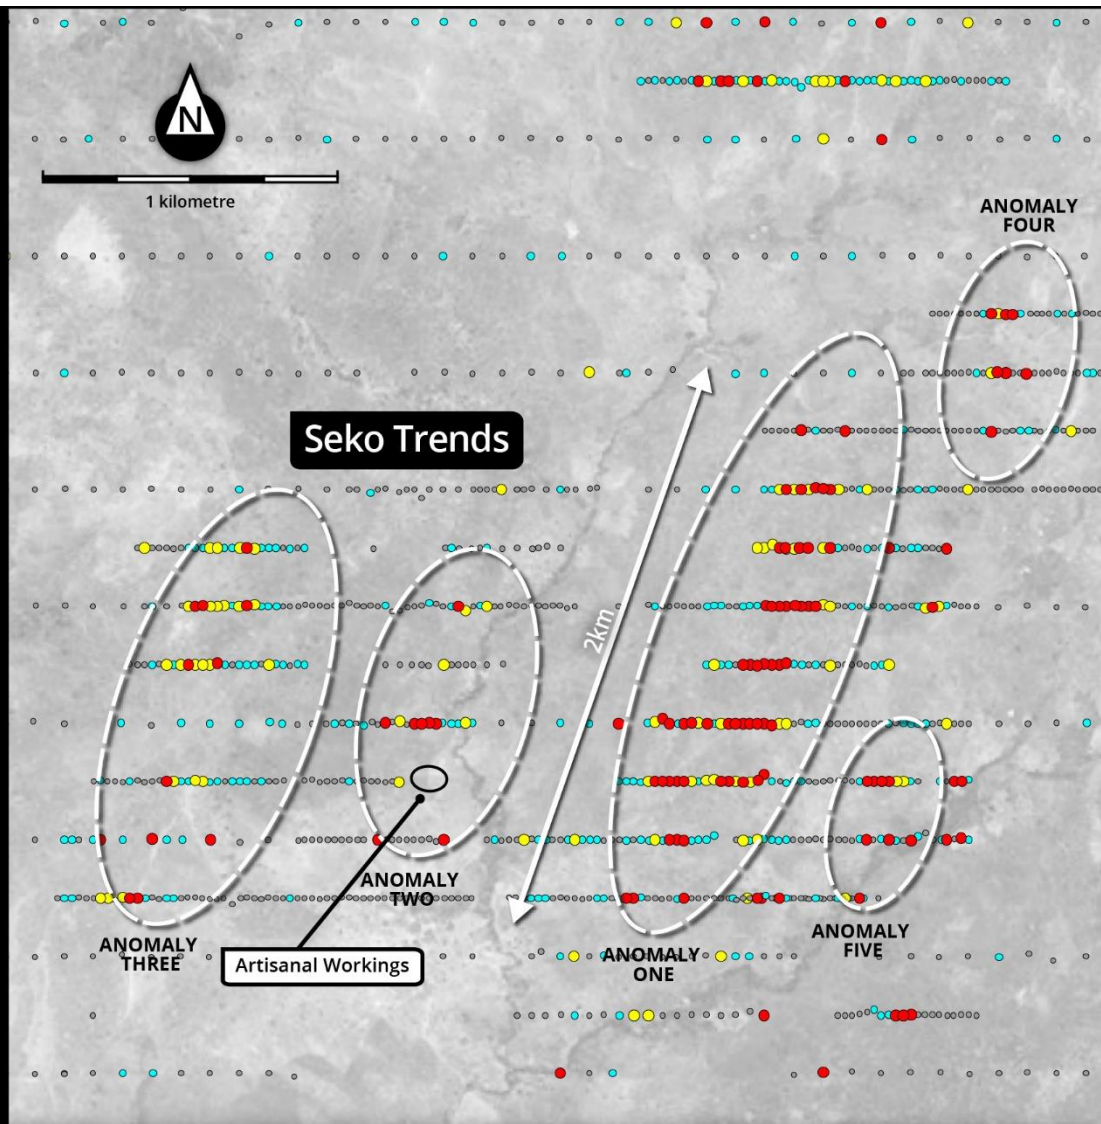 N
1 kilometre
ANOMALY
FOUR
Seko Trends
2km
ANOMALY
TWO
ANOMALY
THREE
Artisanal Workings
ANOMALY
ONE
ANOMALY
FIVE